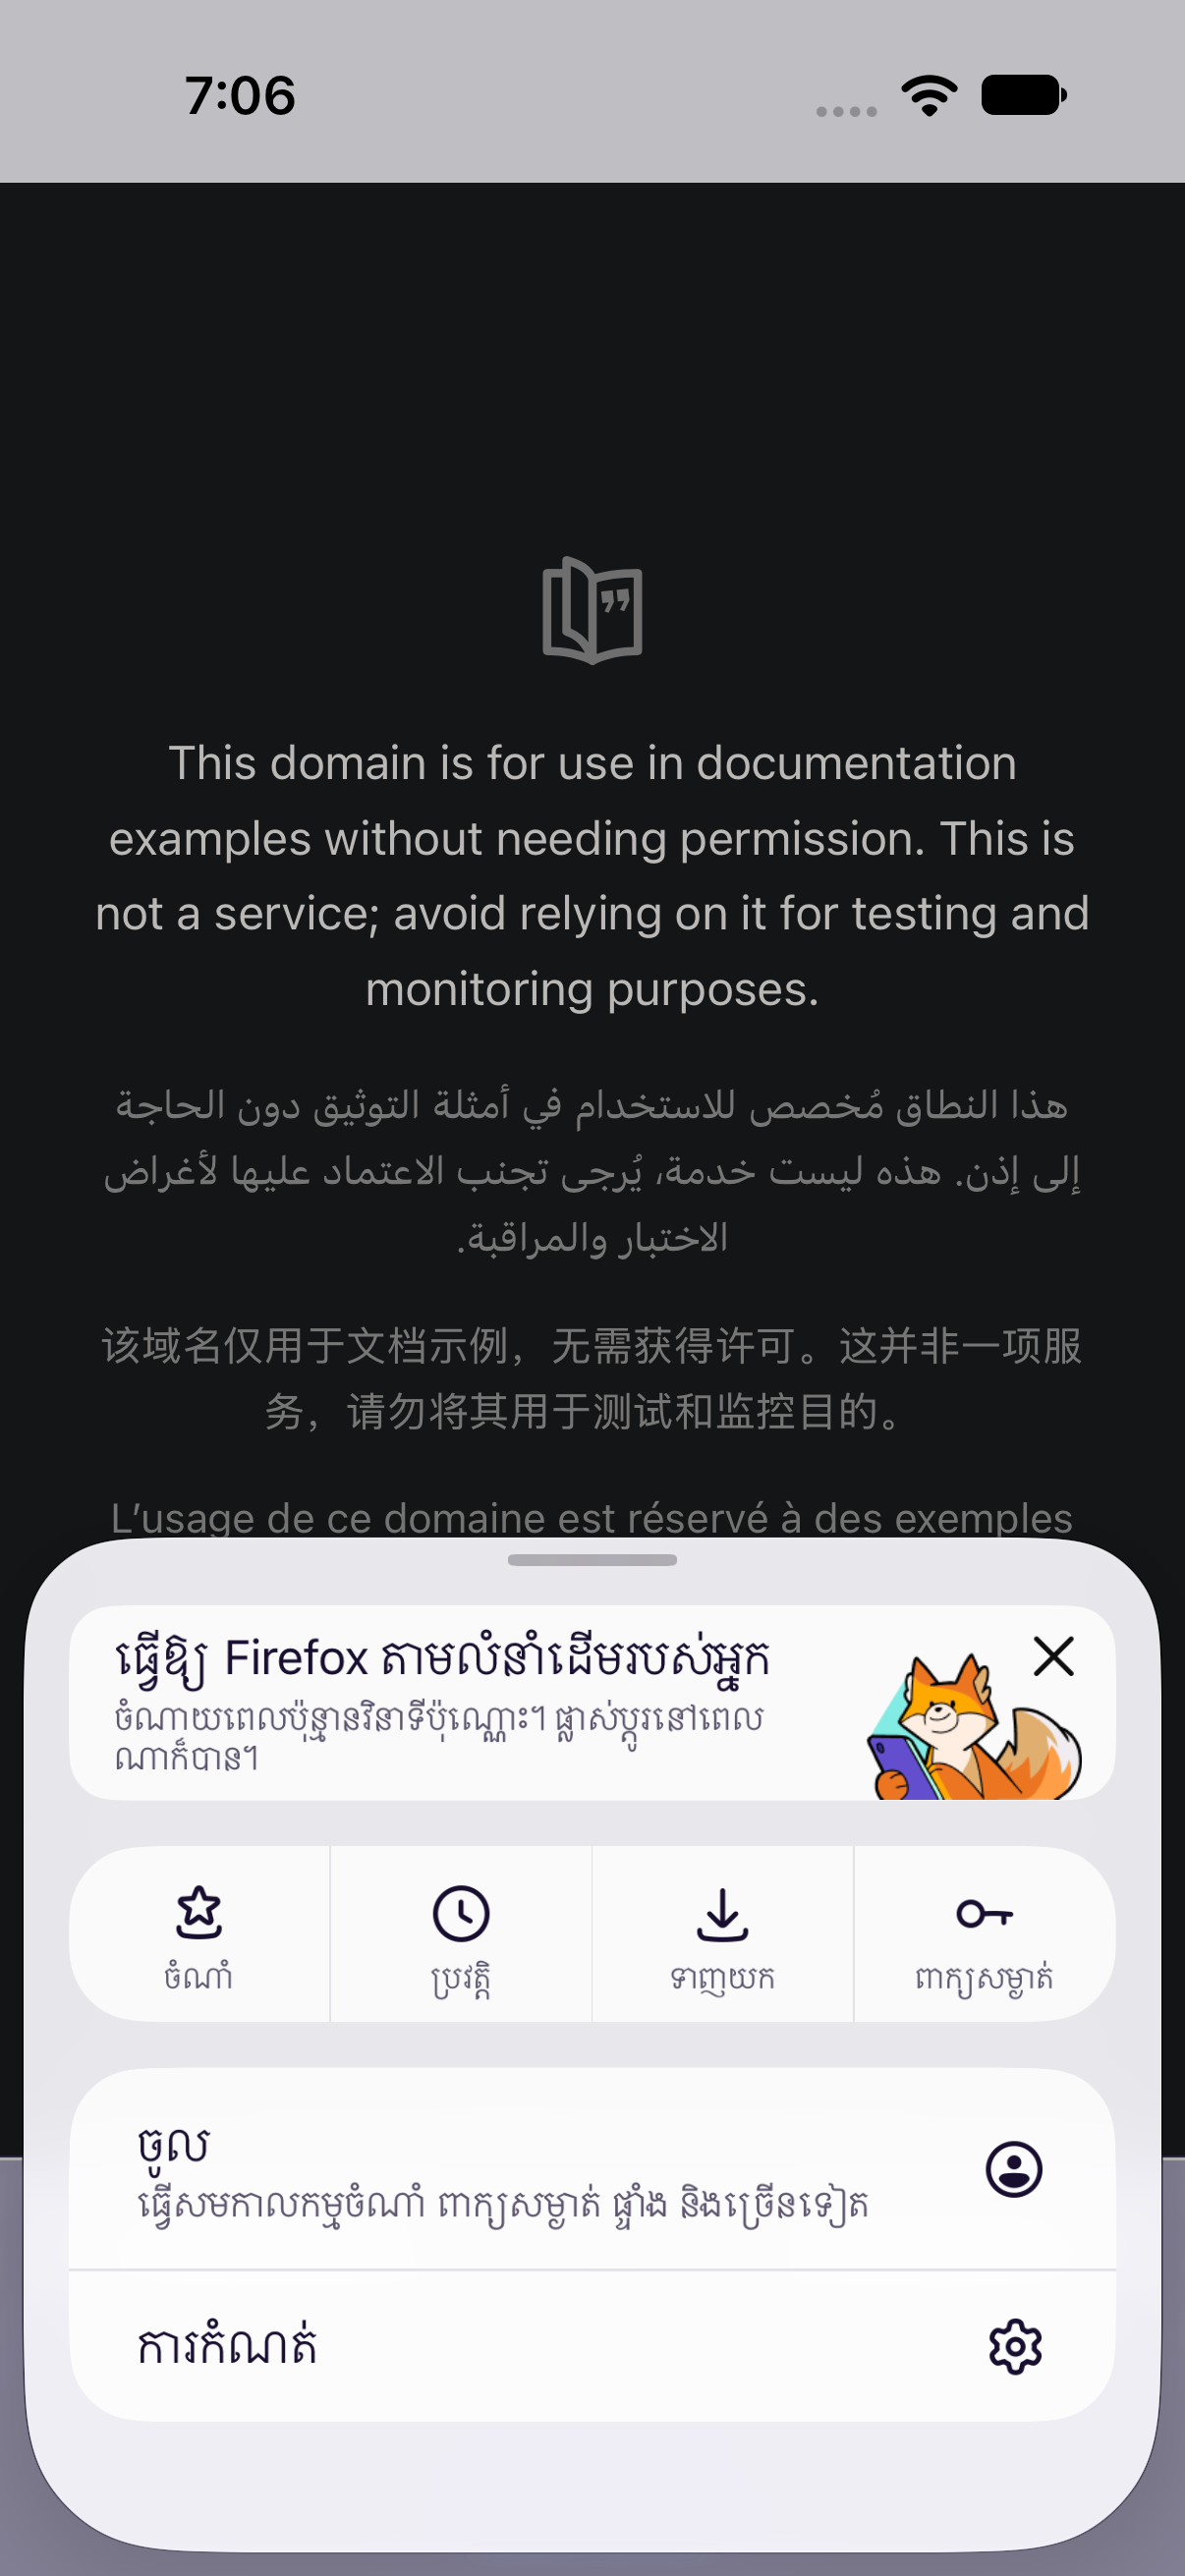 7:06
This domain is for use in documentation
examples without needing permission. This is
not a service; avoid relying on it for testing and
monitoring purposes.
هذا النطاق مُخصص للاستخدام في أمثلة التوثيق دون الحاجة
إلى إذن. هذه ليست خدمة، يُرجى تجنب الاعتماد عليها لأغراض
الاختبار والمراقبة.
该域名仅用于文档示例，无需获得许可。这并非一项服
务，请勿将其用于测试和监控目的。
L’usage de ce domaine est réservé à des exemples
ធ្វើឱ្យ Firefox តាមលំនាំដើមរបស់អ្នក
ចំណាយពេលប៉ុន្មានវិនាទីប៉ុណ្ណោះ។ ផ្លាស់ប្ដូរនៅពេល
ណាក៏បាន។
ចំណាំ
ប្រវត្តិ
ទាញយក
ពាក្យសម្ងាត់
ចូល
ធ្វើសមកាលកម្មចំណាំ ពាក្យសម្ងាត់ ផ្ទាំង និងច្រើនទៀត
ការកំណត់